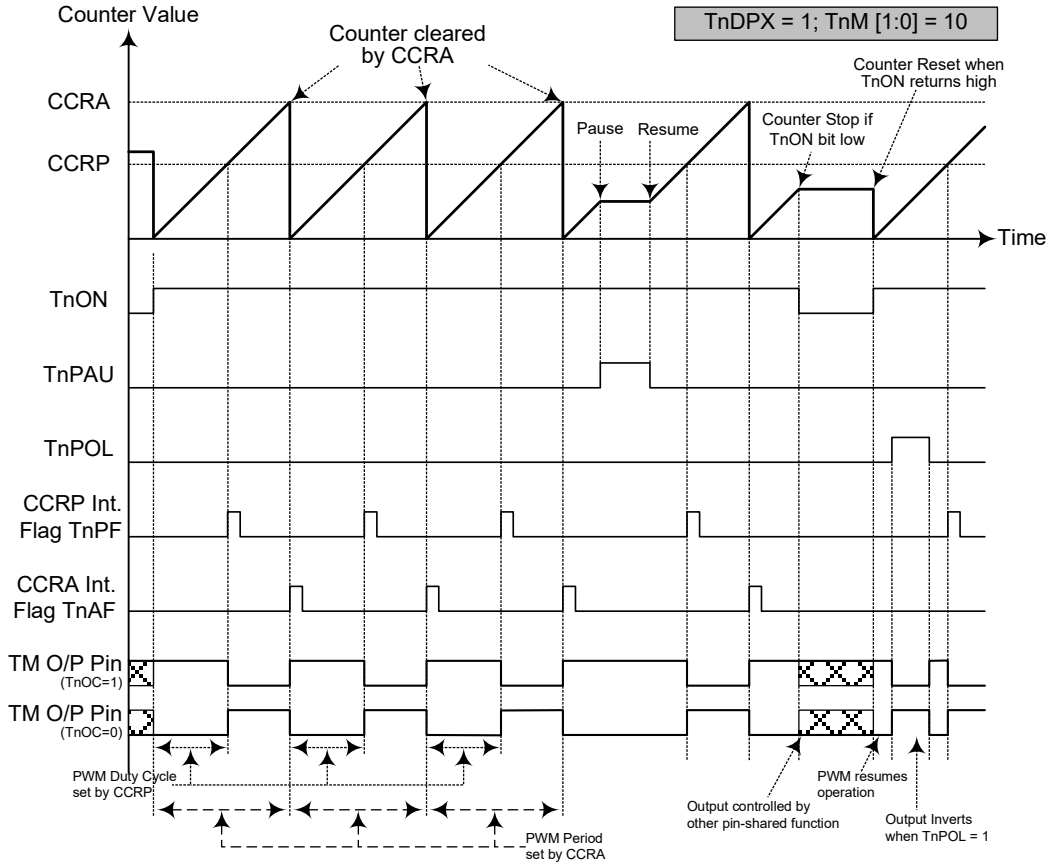 Counter Value
TnDPX = 1; TnM [1:0] = 10
Counter cleared
by CCRA
Counter Reset when
TnON returns high
CCRA
Pause
Resume
Counter Stop if
TnON bit low
CCRP
Time
TnON
TnPAU
TnPOL
CCRP Int.
Flag TnPF
CCRA Int.
Flag TnAF
TM O/P Pin
(TnOC=1)
TM O/P Pin
(TnOC=0)
PWM Duty Cycle
set by CCRP
PWM resumes
operation
Output controlled by
other pin-shared function
Output Inverts
when TnPOL = 1
PWM Period
set by CCRA